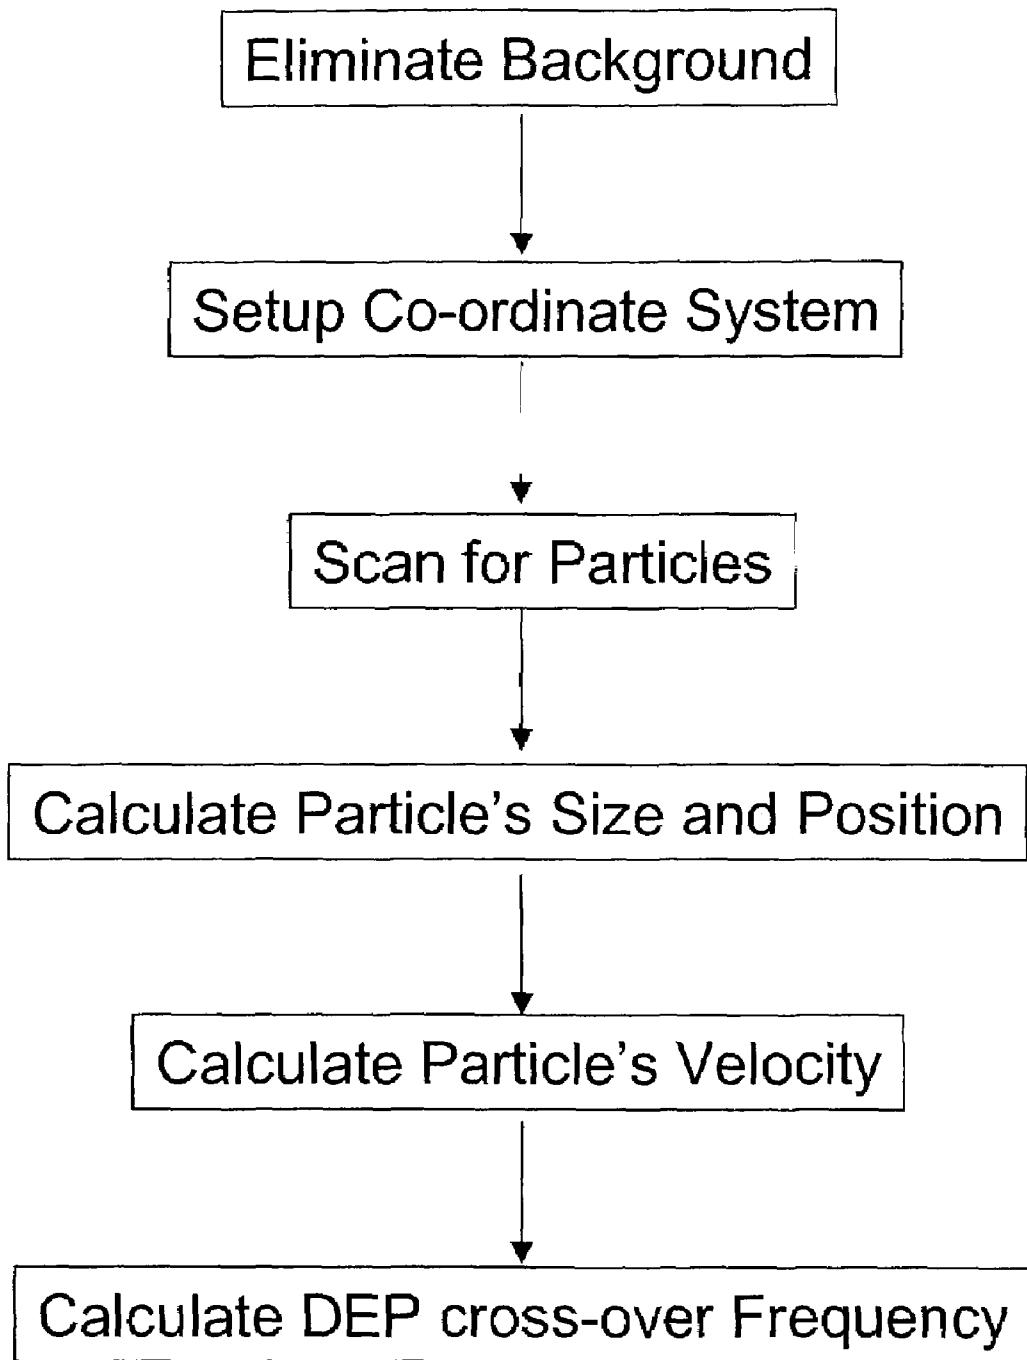 Eliminate Background
Setup Co-ordinate System
Scan for Particles
Calculate Particle's Size and Position
Calculate Particle's Velocity
Calculate DEP cross-over Frequency